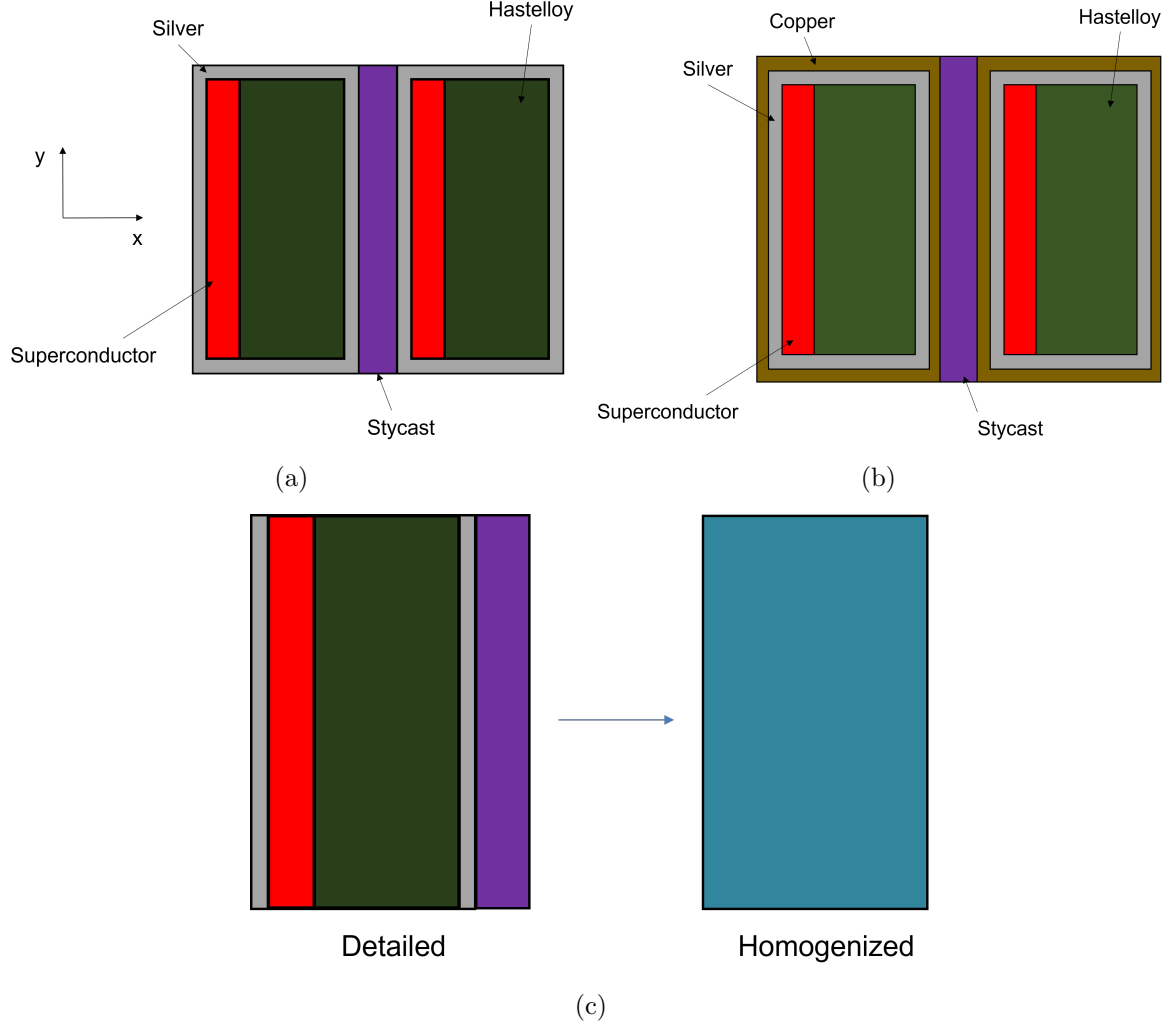 Silver
Hastelloy
y
x
Superconductor
Stycast
(a)
Copper
Hastelloy
Silver
Superconductor
Stycast
(b)
Detailed
Homogenized
(c)